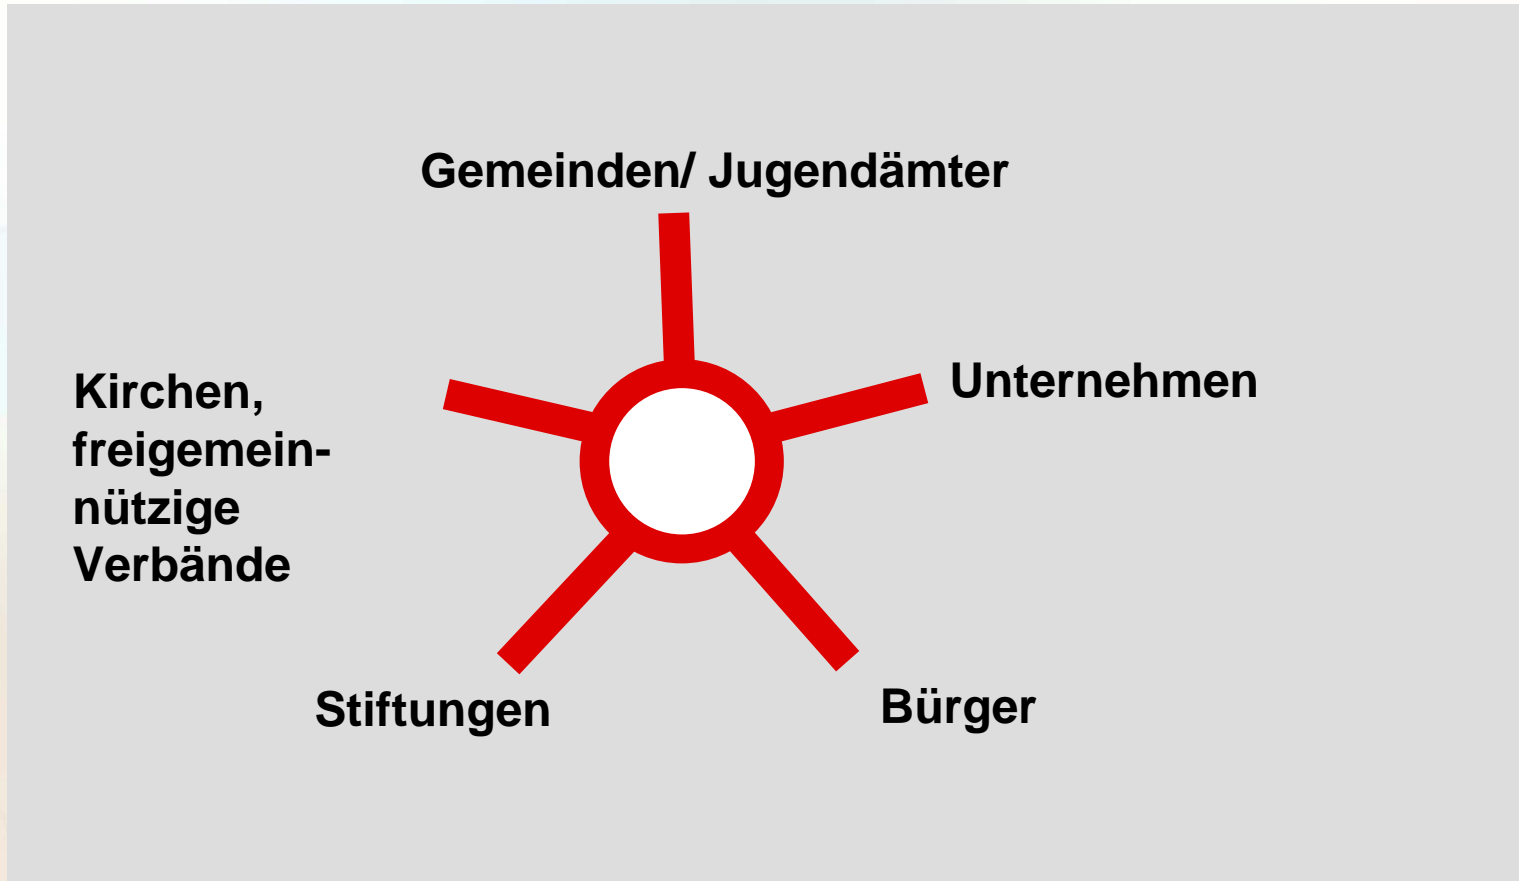 Gemeinden/ Jugendämter
Unternehmen
Kirchen,
freigemein-
nützige
Verbände
Stiftungen
Bürger